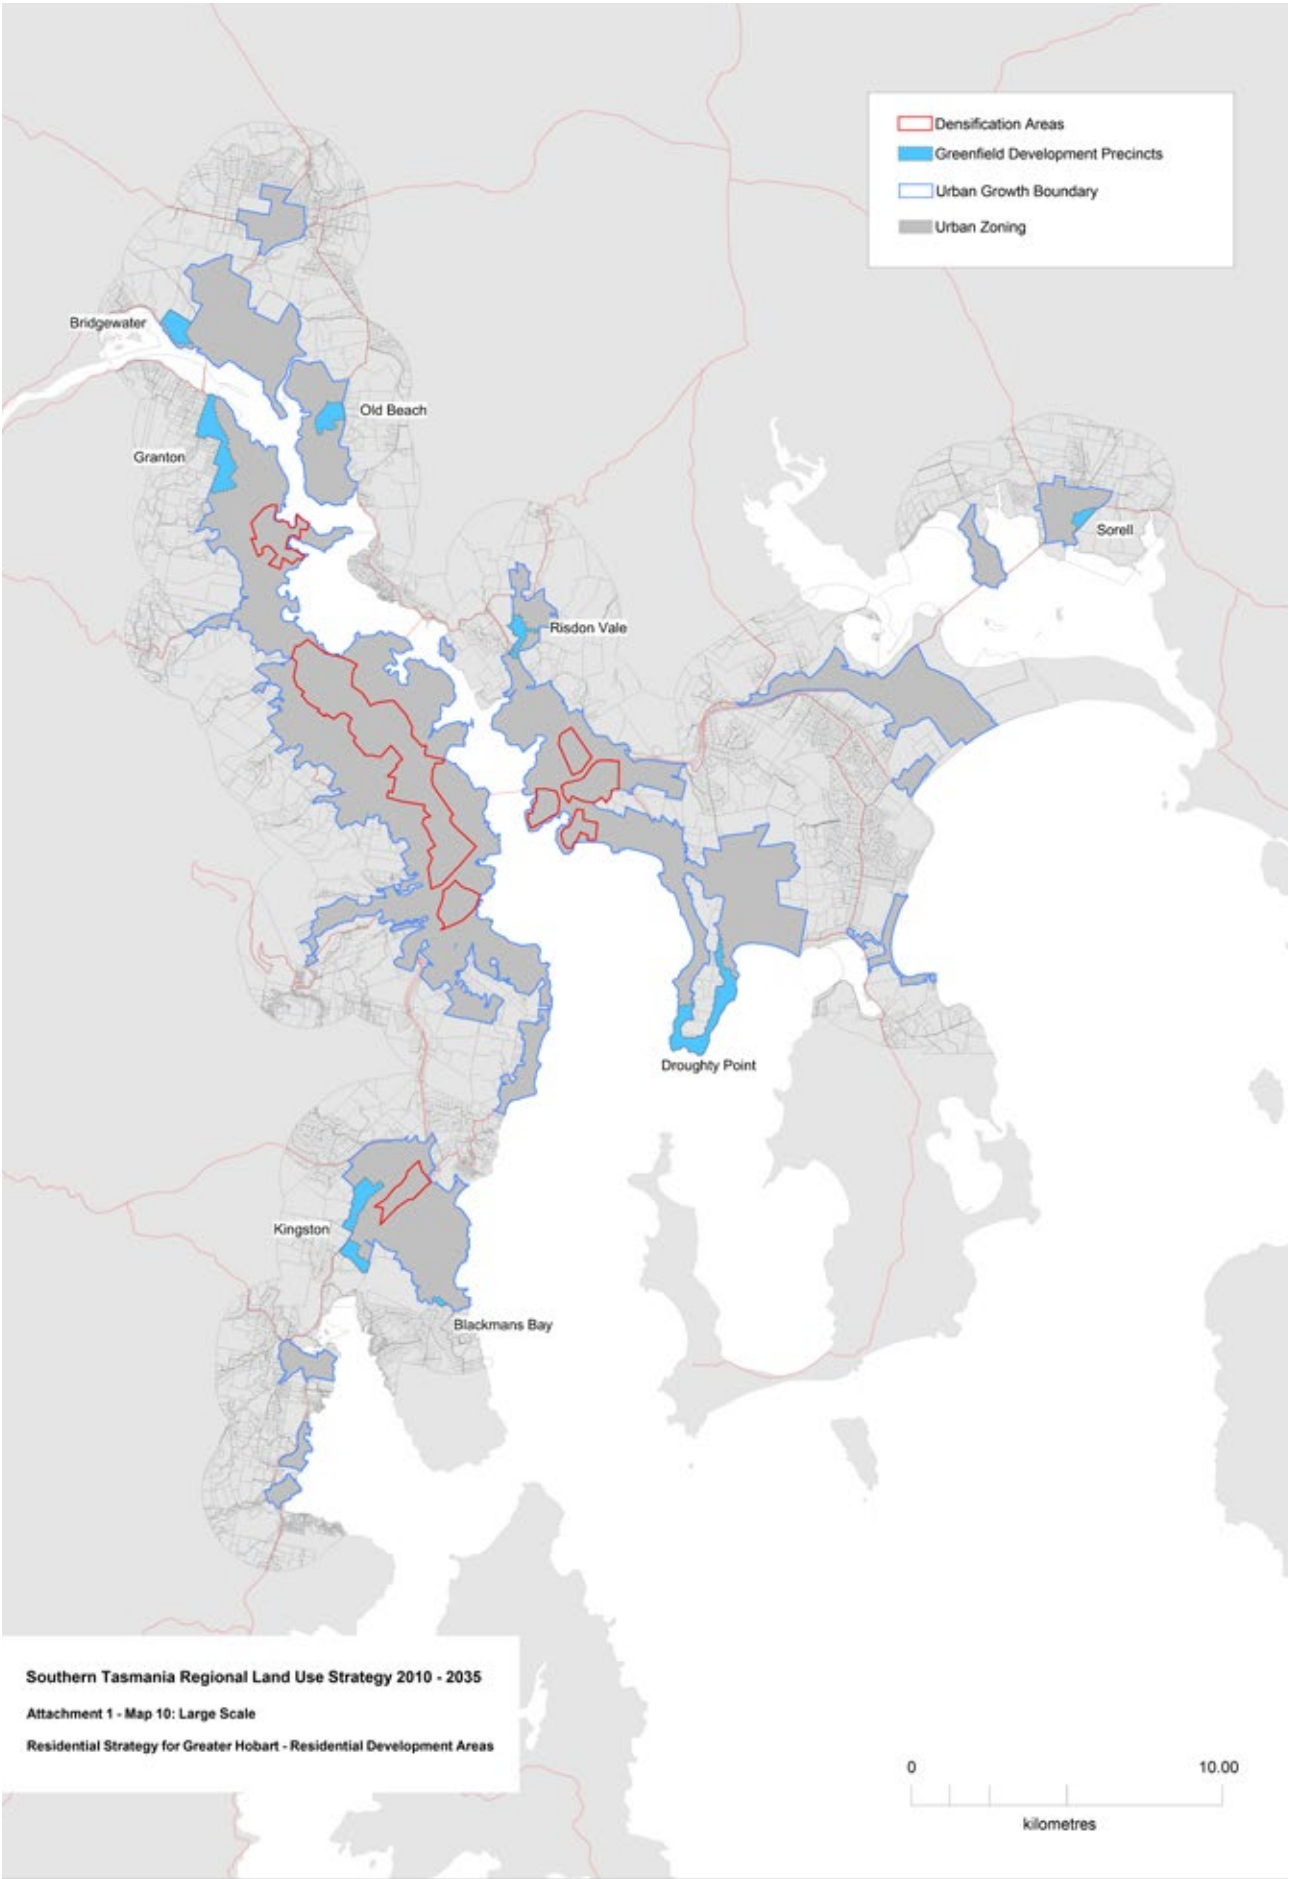 Densification Areas
Greenfield Development Precincts
Urban Growth Boundary
Urban Zoning
Bridgewater
Old Beach
Granton
Sorell
Risdon Vale
Droughty Point
Kingston
Blackmans Bay
Southern Tasmania Regional Land Use Strategy 2010 - 2035
Attachment 1 - Map 10: Large Scale
Residential Strategy for Greater Hobart - Residential Development Areas
0 10.00
kilometres